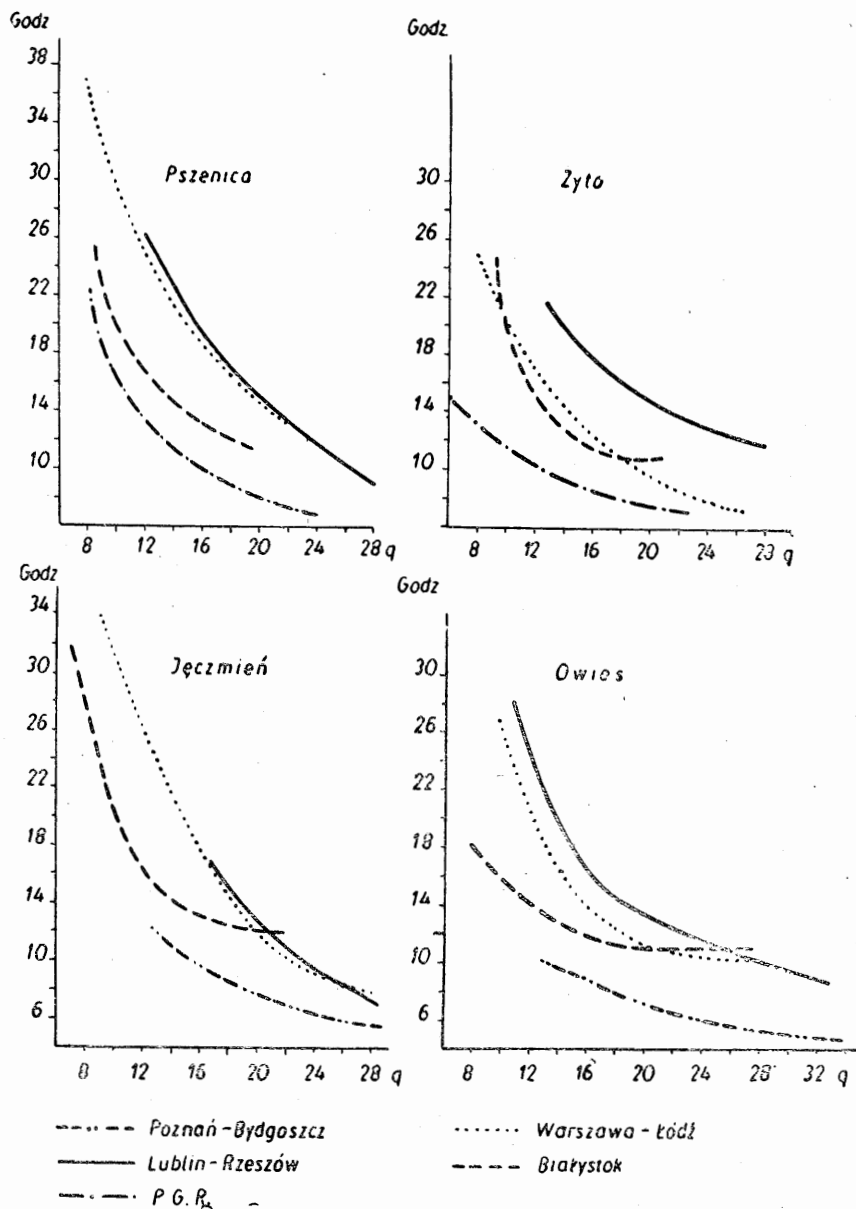 Godz
38
34
30
26
22
18
14
10
Pszenica
8 12 16 20 24 28 q
Godz
30
26
22
18
14
10
Zyto
8 12 16 20 24 28 q
Godz
34
30
26
22
18
14
10
6
Jęczmień
8 12 16 20 24 28 q
Godz
30
26
22
18
14
10
6
Owies
8 12 16 20 24 28 32 q
Poznań-Bydgoszcz
Lublin-Rzeszów
P.G.R.
Warszawa-Łódź
Białystok